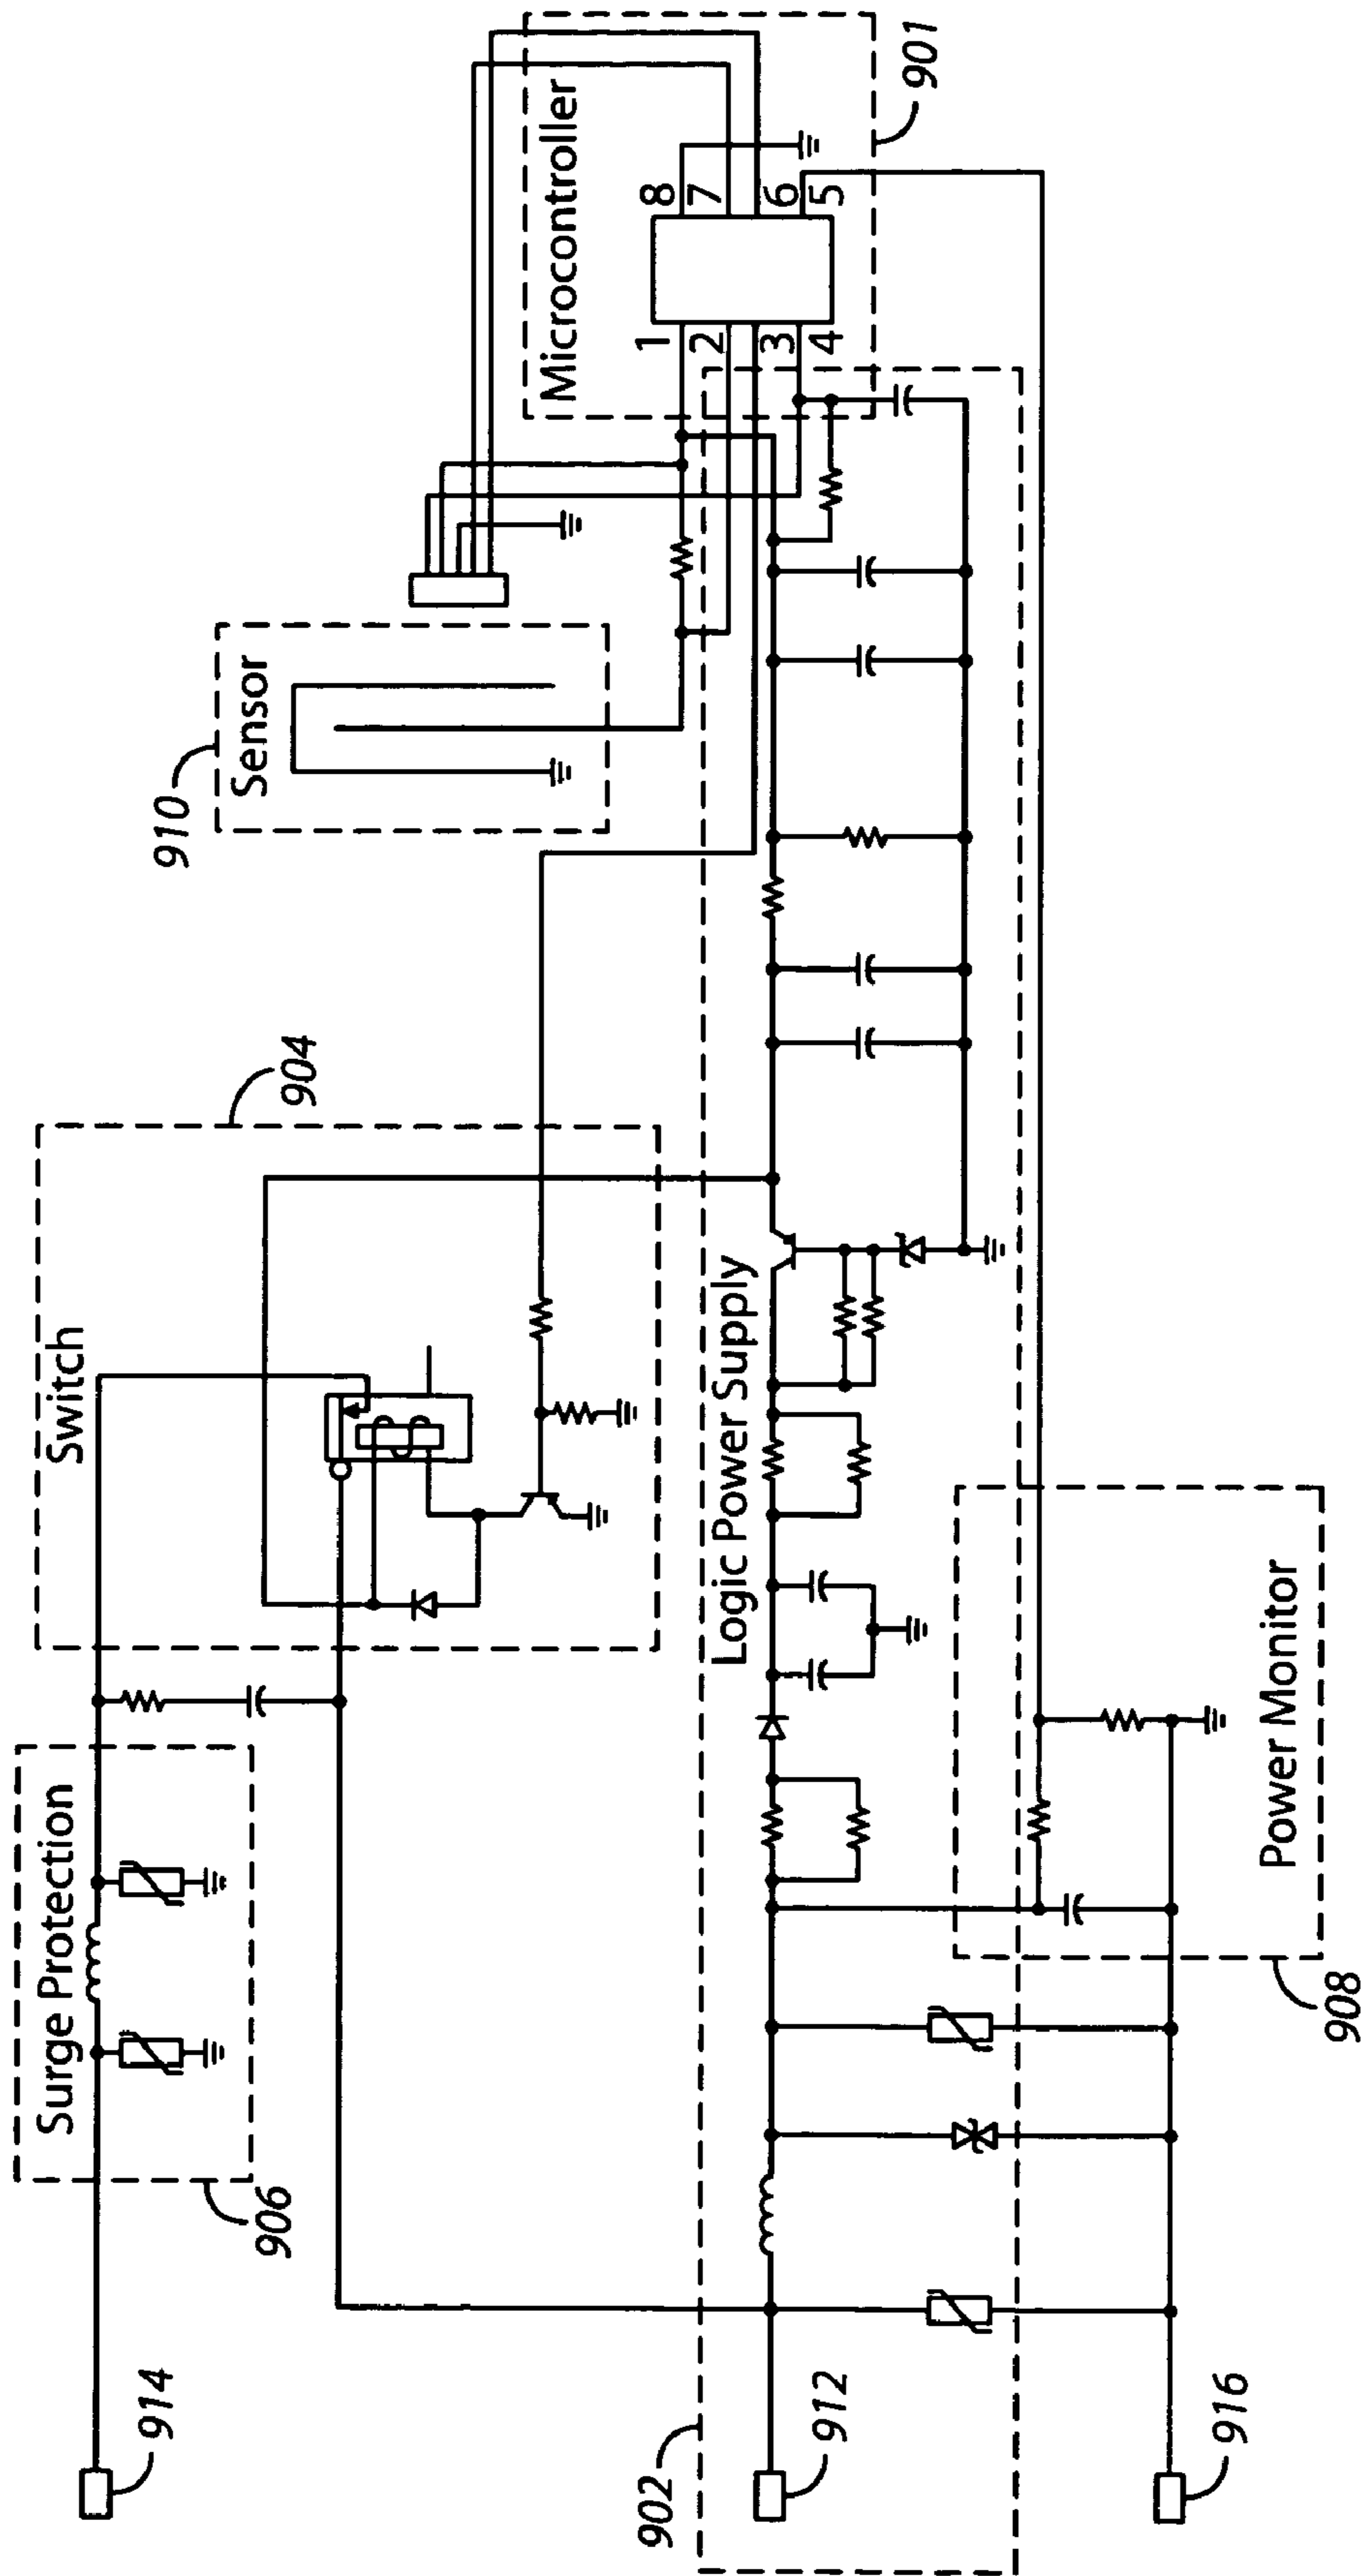 914
906
Surge Protection
Switch
904
910
Sensor
Microcontroller
901
1
2
3
4
8
7
6
5
902
912
Logic Power Supply
916
908
Power Monitor